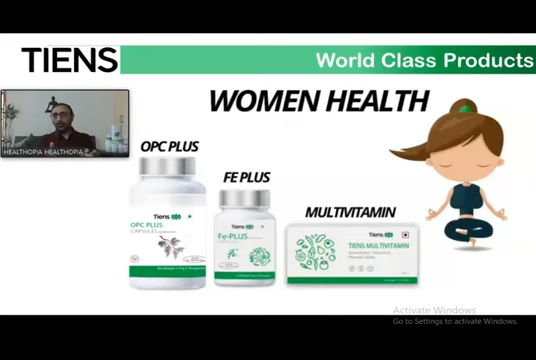 TIENS
World Class Products
WOMEN HEALTH
HEALTHOPIA HEALTHOPIA
OPC PLUS
FE PLUS
MULTIVITAMIN
Tiens
OPC PLUS
CAPSULES
Tiens
Fe-PLUS
Fe
Tiens
TIENS MULTIVITAMIN
Activate Windows
Go to Settings to activate Windows.